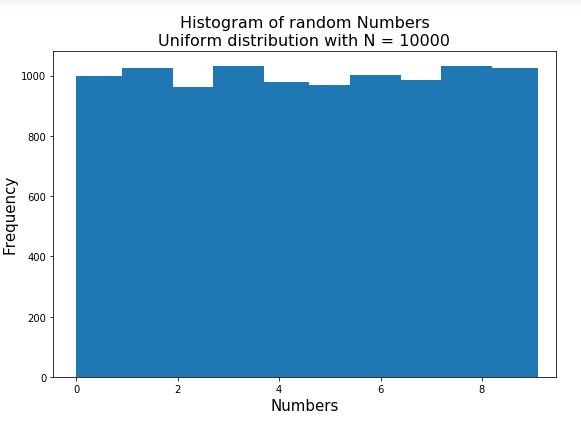 Histogram of random Numbers
Uniform distribution with N = 10000
1000
800
600
400
200
0
Frequency
0 2 4 6 8
Numbers